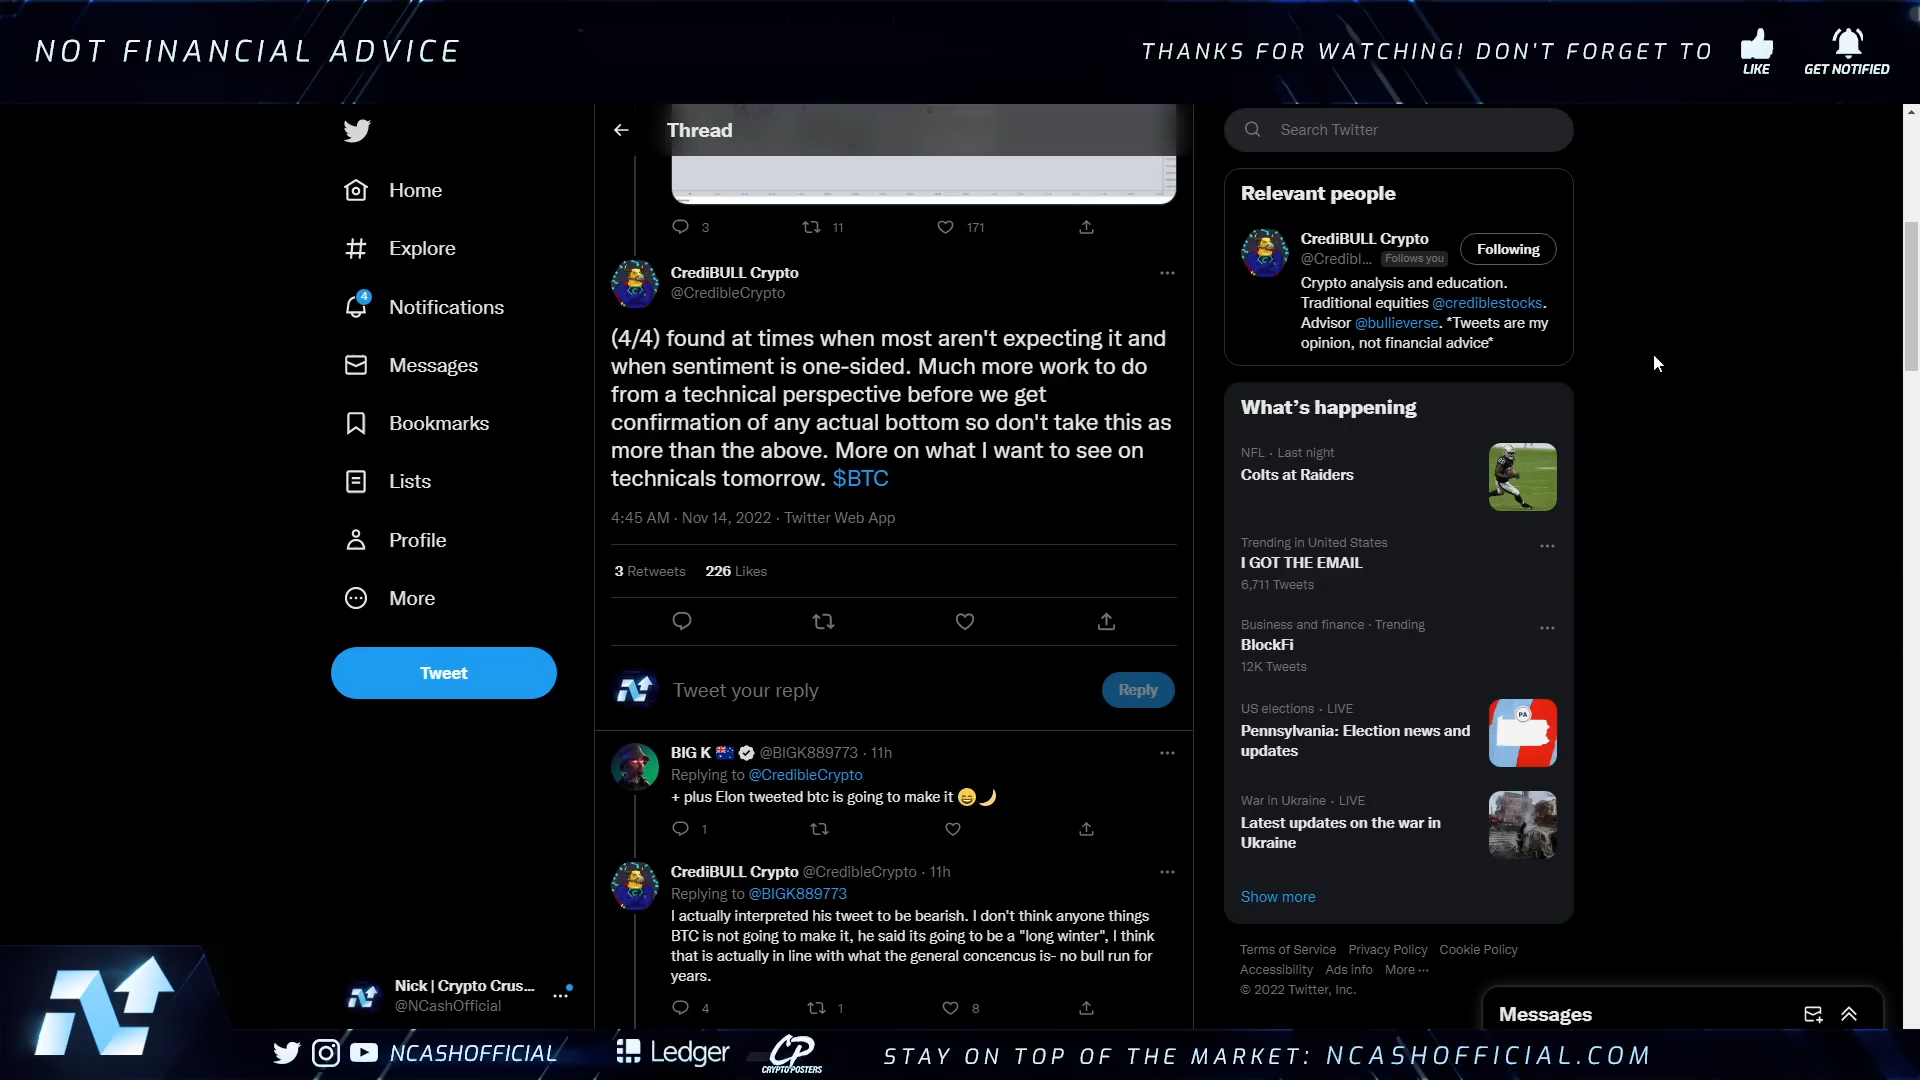 NOT FINANCIAL ADVICE
THANKS FOR WATCHING! DON'T FORGET TO
LIKE
GET NOTIFIED
Home
Explore
4
Notifications
Messages
Bookmarks
Lists
Profile
More
Tweet
Nick | Crypto Crus...
@NCashOfficial
Thread
3
11
171
CrediBULL Crypto
@CredibleCrypto
(4/4) found at times when most aren't expecting it and
when sentiment is one-sided. Much more work to do
from a technical perspective before we get
confirmation of any actual bottom so don't take this as
more than the above. More on what I want to see on
technicals tomorrow. $BTC
4:45 AM · Nov 14, 2022 · Twitter Web App
3 Retweets 226 Likes
Tweet your reply
Reply
BIG K @BIGK889773 · 11h
Replying to @CredibleCrypto
+ plus Elon tweeted btc is going to make it 😄🌙
1
CrediBULL Crypto @CredibleCrypto · 11h
Replying to @BIGK889773
I actually interpreted his tweet to be bearish. I don't think anyone things
BTC is not going to make it, he said its going to be a "long winter", I think
that is actually in line with what the general concencus is- no bull run for
years.
4
1
8
Search Twitter
Relevant people
CrediBULL Crypto
@Credibl... Follows you
Following
Crypto analysis and education.
Traditional equities @crediblestocks.
Advisor @bullieverse. *Tweets are my
opinion, not financial advice*
What's happening
NFL · Last night
Colts at Raiders
Trending in United States
I GOT THE EMAIL
6,711 Tweets
Business and finance · Trending
BlockFi
12K Tweets
US elections · LIVE
Pennsylvania: Election news and
updates
PA
War in Ukraine · LIVE
Latest updates on the war in
Ukraine
Show more
Terms of Service Privacy Policy Cookie Policy
Accessibility Ads info More ···
© 2022 Twitter, Inc.
Messages
NCASHOFFICIAL
Ledger
CP
CRYPTOPOSTERS
STAY ON TOP OF THE MARKET: NCASHOFFICIAL.COM